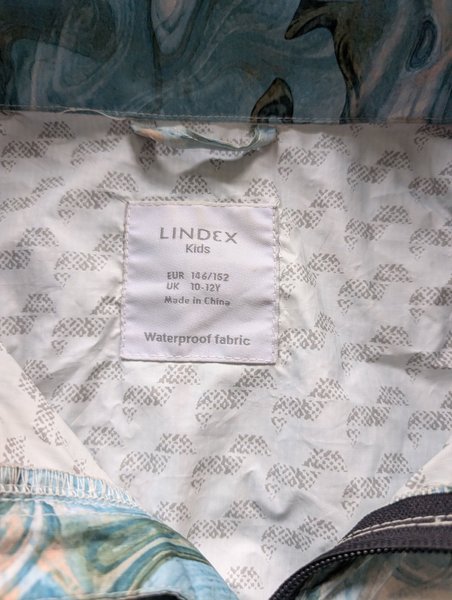 LINDEX
Kids
EUR 146/152
UK 10-12Y
Made in China
Waterproof fabric